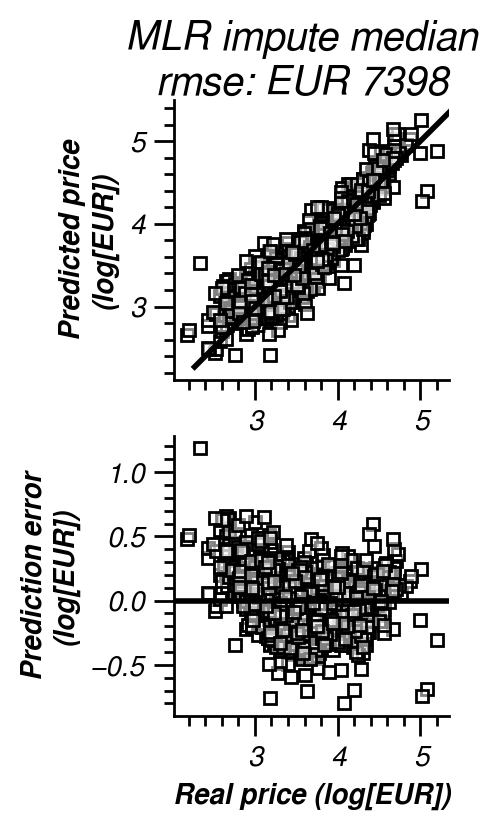 MLR impute median
rmse: EUR 7398
Predicted price
(log[EUR])
5
4
3
3 4 5
Prediction error
(log[EUR])
1.0
0.5
0.0
−0.5
3 4 5
Real price (log[EUR])